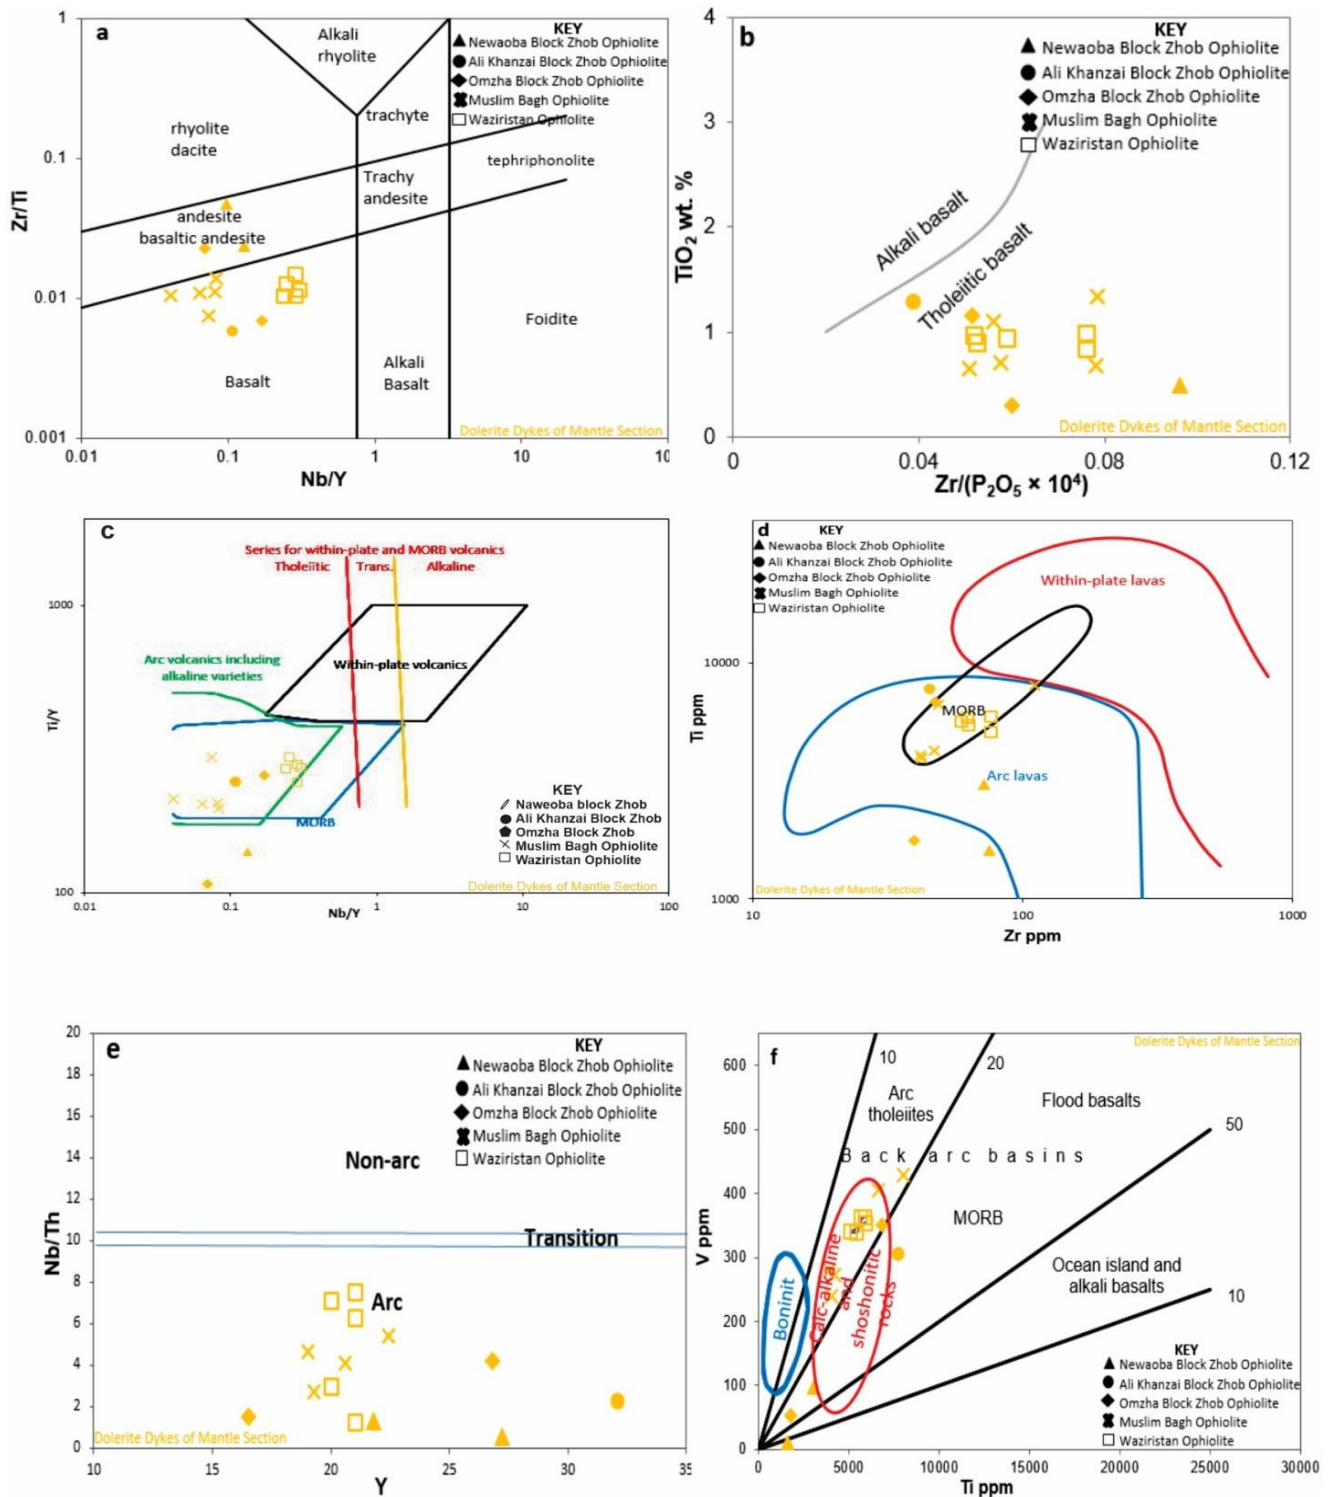 a
KEY
Newaoba Block Zhob Ophiolite
Ali Khanzai Block Zhob Ophiolite
Omzha Block Zhob Ophiolite
Muslim Bagh Ophiolite
Waziristan Ophiolite
Alkali
rhyolite
trachyte
rhyolite
dacite
tephriphonolite
Trachy
andesite
andesite
basaltic andesite
Foidite
Alkali
Basalt
Basalt
Dolerite Dykes of Mantle Section
1
0.1
0.01
0.001
Zr/Ti
0.01
0.1
1
10
10
Nb/Y
b
KEY
Newaoba Block Zhob Ophiolite
Ali Khanzai Block Zhob Ophiolite
Omzha Block Zhob Ophiolite
Muslim Bagh Ophiolite
Waziristan Ophiolite
Alkali basalt
Tholeiitic basalt
Dolerite Dykes of Mantle Section
4
3
2
1
0
TiO₂ wt. %
0
0.04
0.08
0.12
Zr/(P₂O₅ × 10⁴)
c
Series for within-plate and MORB volcanics
Tholeiitic
Trans.
Alkaline
Within-plate volcanics
Arc volcanics including
alkaline varieties
MORB
KEY
Naweoba block Zhob
Ali Khanzai Block Zhob
Omzha Block Zhob
Muslim Bagh Ophiolite
Waziristan Ophiolite
Dolerite Dykes of Mantle Section
1000
100
Ti/Y
0.01
0.1
1
10
100
Nb/Y
d
KEY
Newaoba Block Zhob Ophiolite
Ali Khanzai Block Zhob Ophiolite
Omzha Block Zhob Ophiolite
Muslim Bagh Ophiolite
Waziristan Ophiolite
Within-plate lavas
MORB
Arc lavas
Dolerite Dykes of Mantle Section
10000
1000
Ti ppm
10
100
1000
Zr ppm
e
KEY
Newaoba Block Zhob Ophiolite
Ali Khanzai Block Zhob Ophiolite
Omzha Block Zhob Ophiolite
Muslim Bagh Ophiolite
Waziristan Ophiolite
Non-arc
Transition
Arc
Dolerite Dykes of Mantle Section
20
18
16
14
12
10
8
6
4
2
0
Nb/Th
10
15
20
25
30
35
Y
f
Dolerite Dykes of Mantle Section
10
20
50
10
Arc
tholeiites
Flood basalts
Back arc basins
MORB
Ocean island and
alkali basalts
Boninit
Calc-alkaline
and
shoshonitic
rocks
KEY
Newaoba Block Zhob Ophiolite
Ali Khanzai Block Zhob Ophiolite
Omzha Block Zhob Ophiolite
Muslim Bagh Ophiolite
Waziristan Ophiolite
600
500
400
300
200
100
0
V ppm
0
5000
10000
15000
20000
25000
30000
Ti ppm